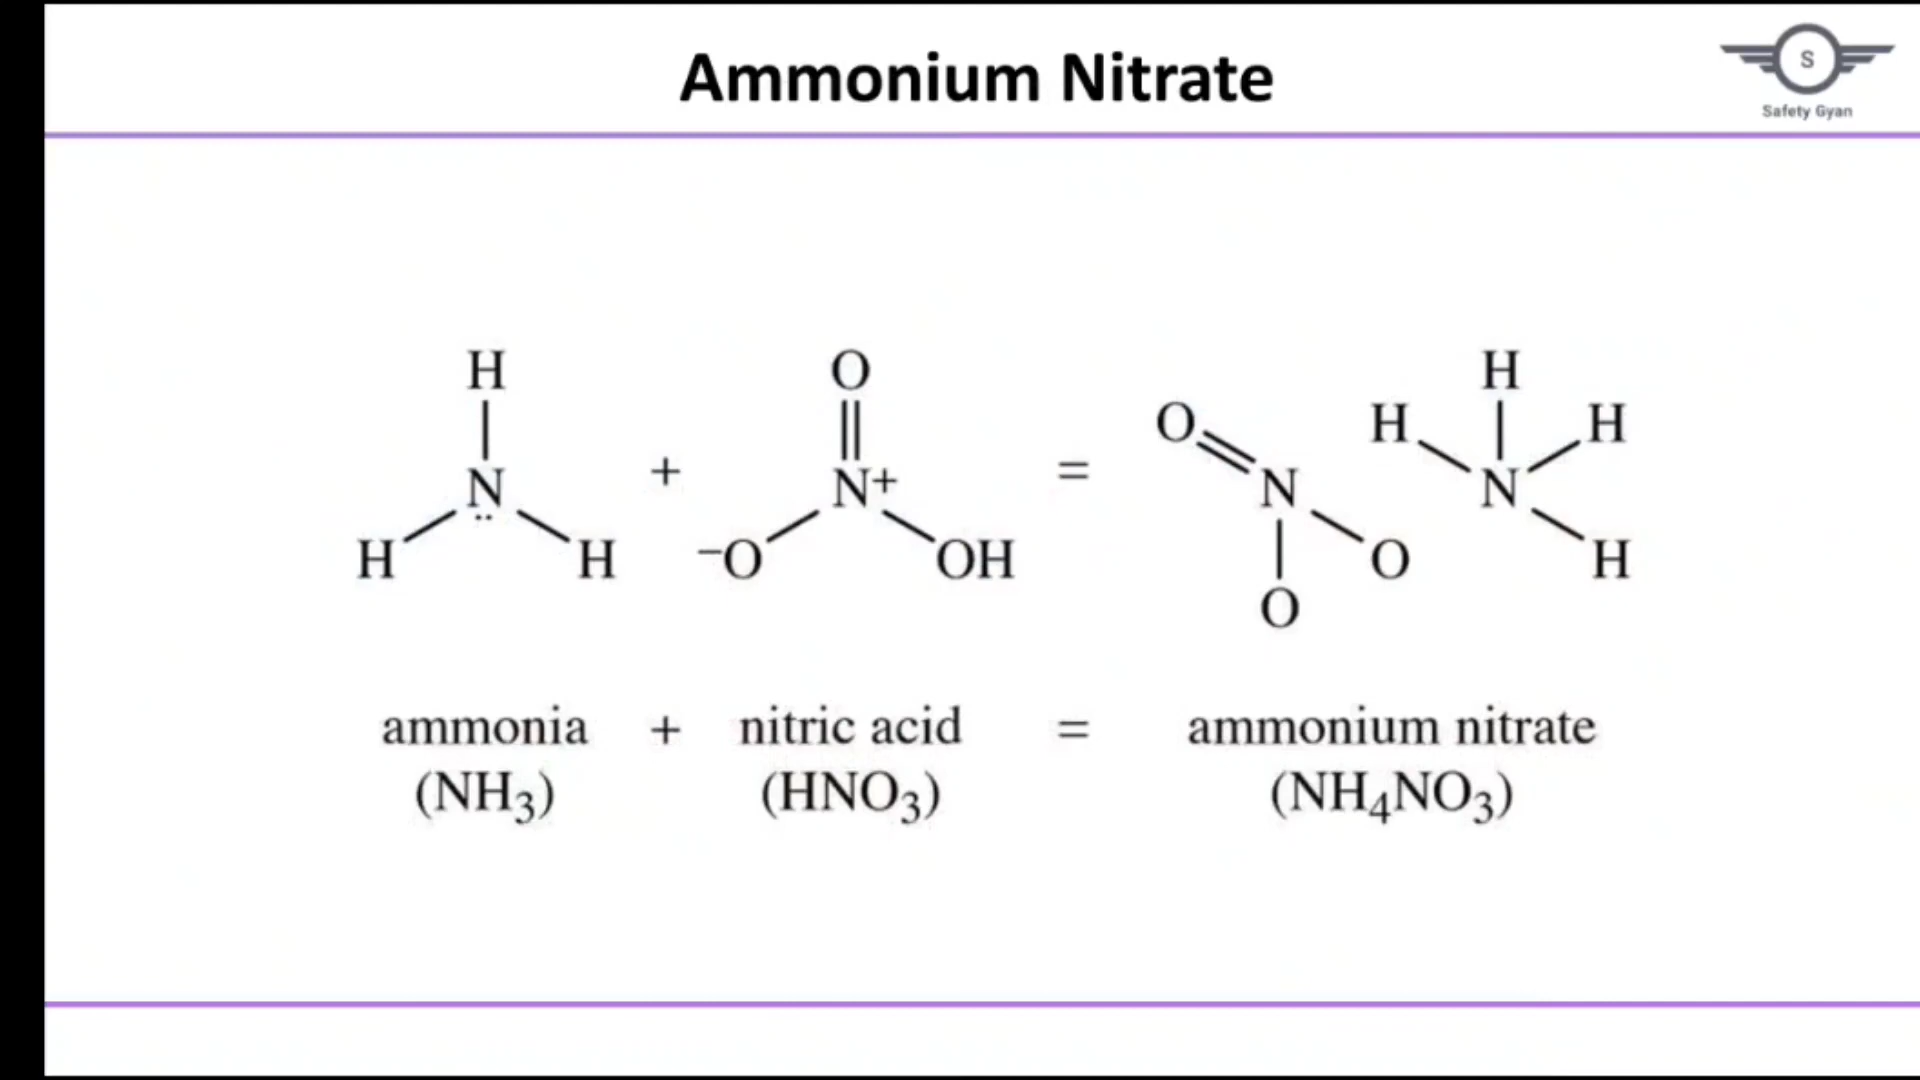 Ammonium Nitrate
S
Safety Gyan
H H
O O H H
N N+ + = N N
H H -O OH O H
O
ammonia + nitric acid = ammonium nitrate
(NH₃) (HNO₃) (NH₄NO₃)